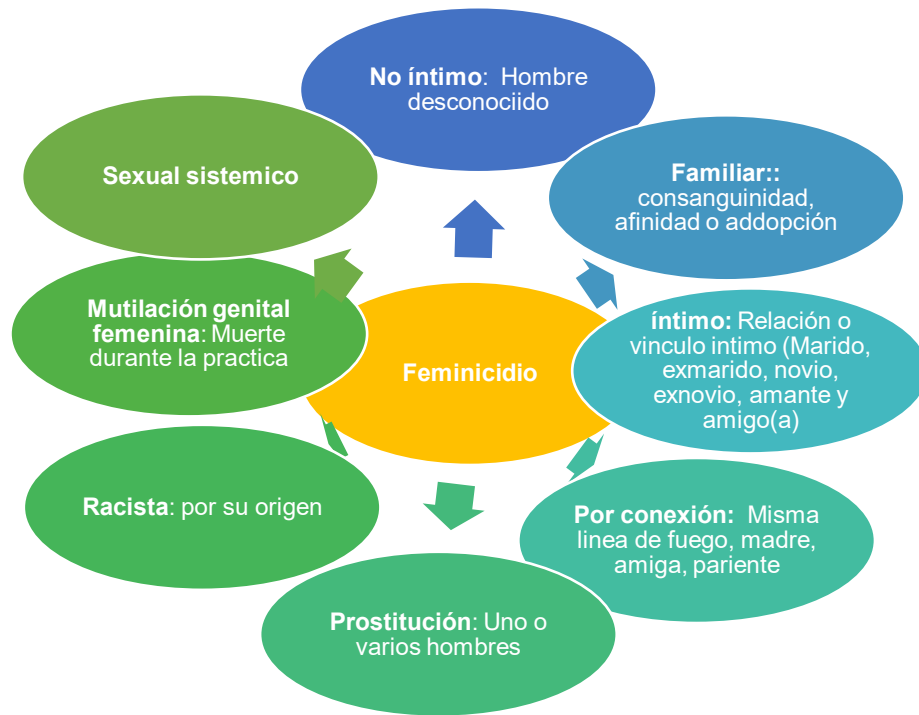 No íntimo: Hombre
desconociido
Familiar::
consanguinidad,
afinidad o addopción
íntimo: Relación o
vinculo intimo (Marido,
exmarido, novio,
exnovio, amante y
amigo(a)
Por conexión: Misma
linea de fuego, madre,
amiga, pariente
Prostitución: Uno o
varios hombres
Racista: por su origen
Mutilación genital
femenina: Muerte
durante la practica
Sexual sistemico
Feminicidio